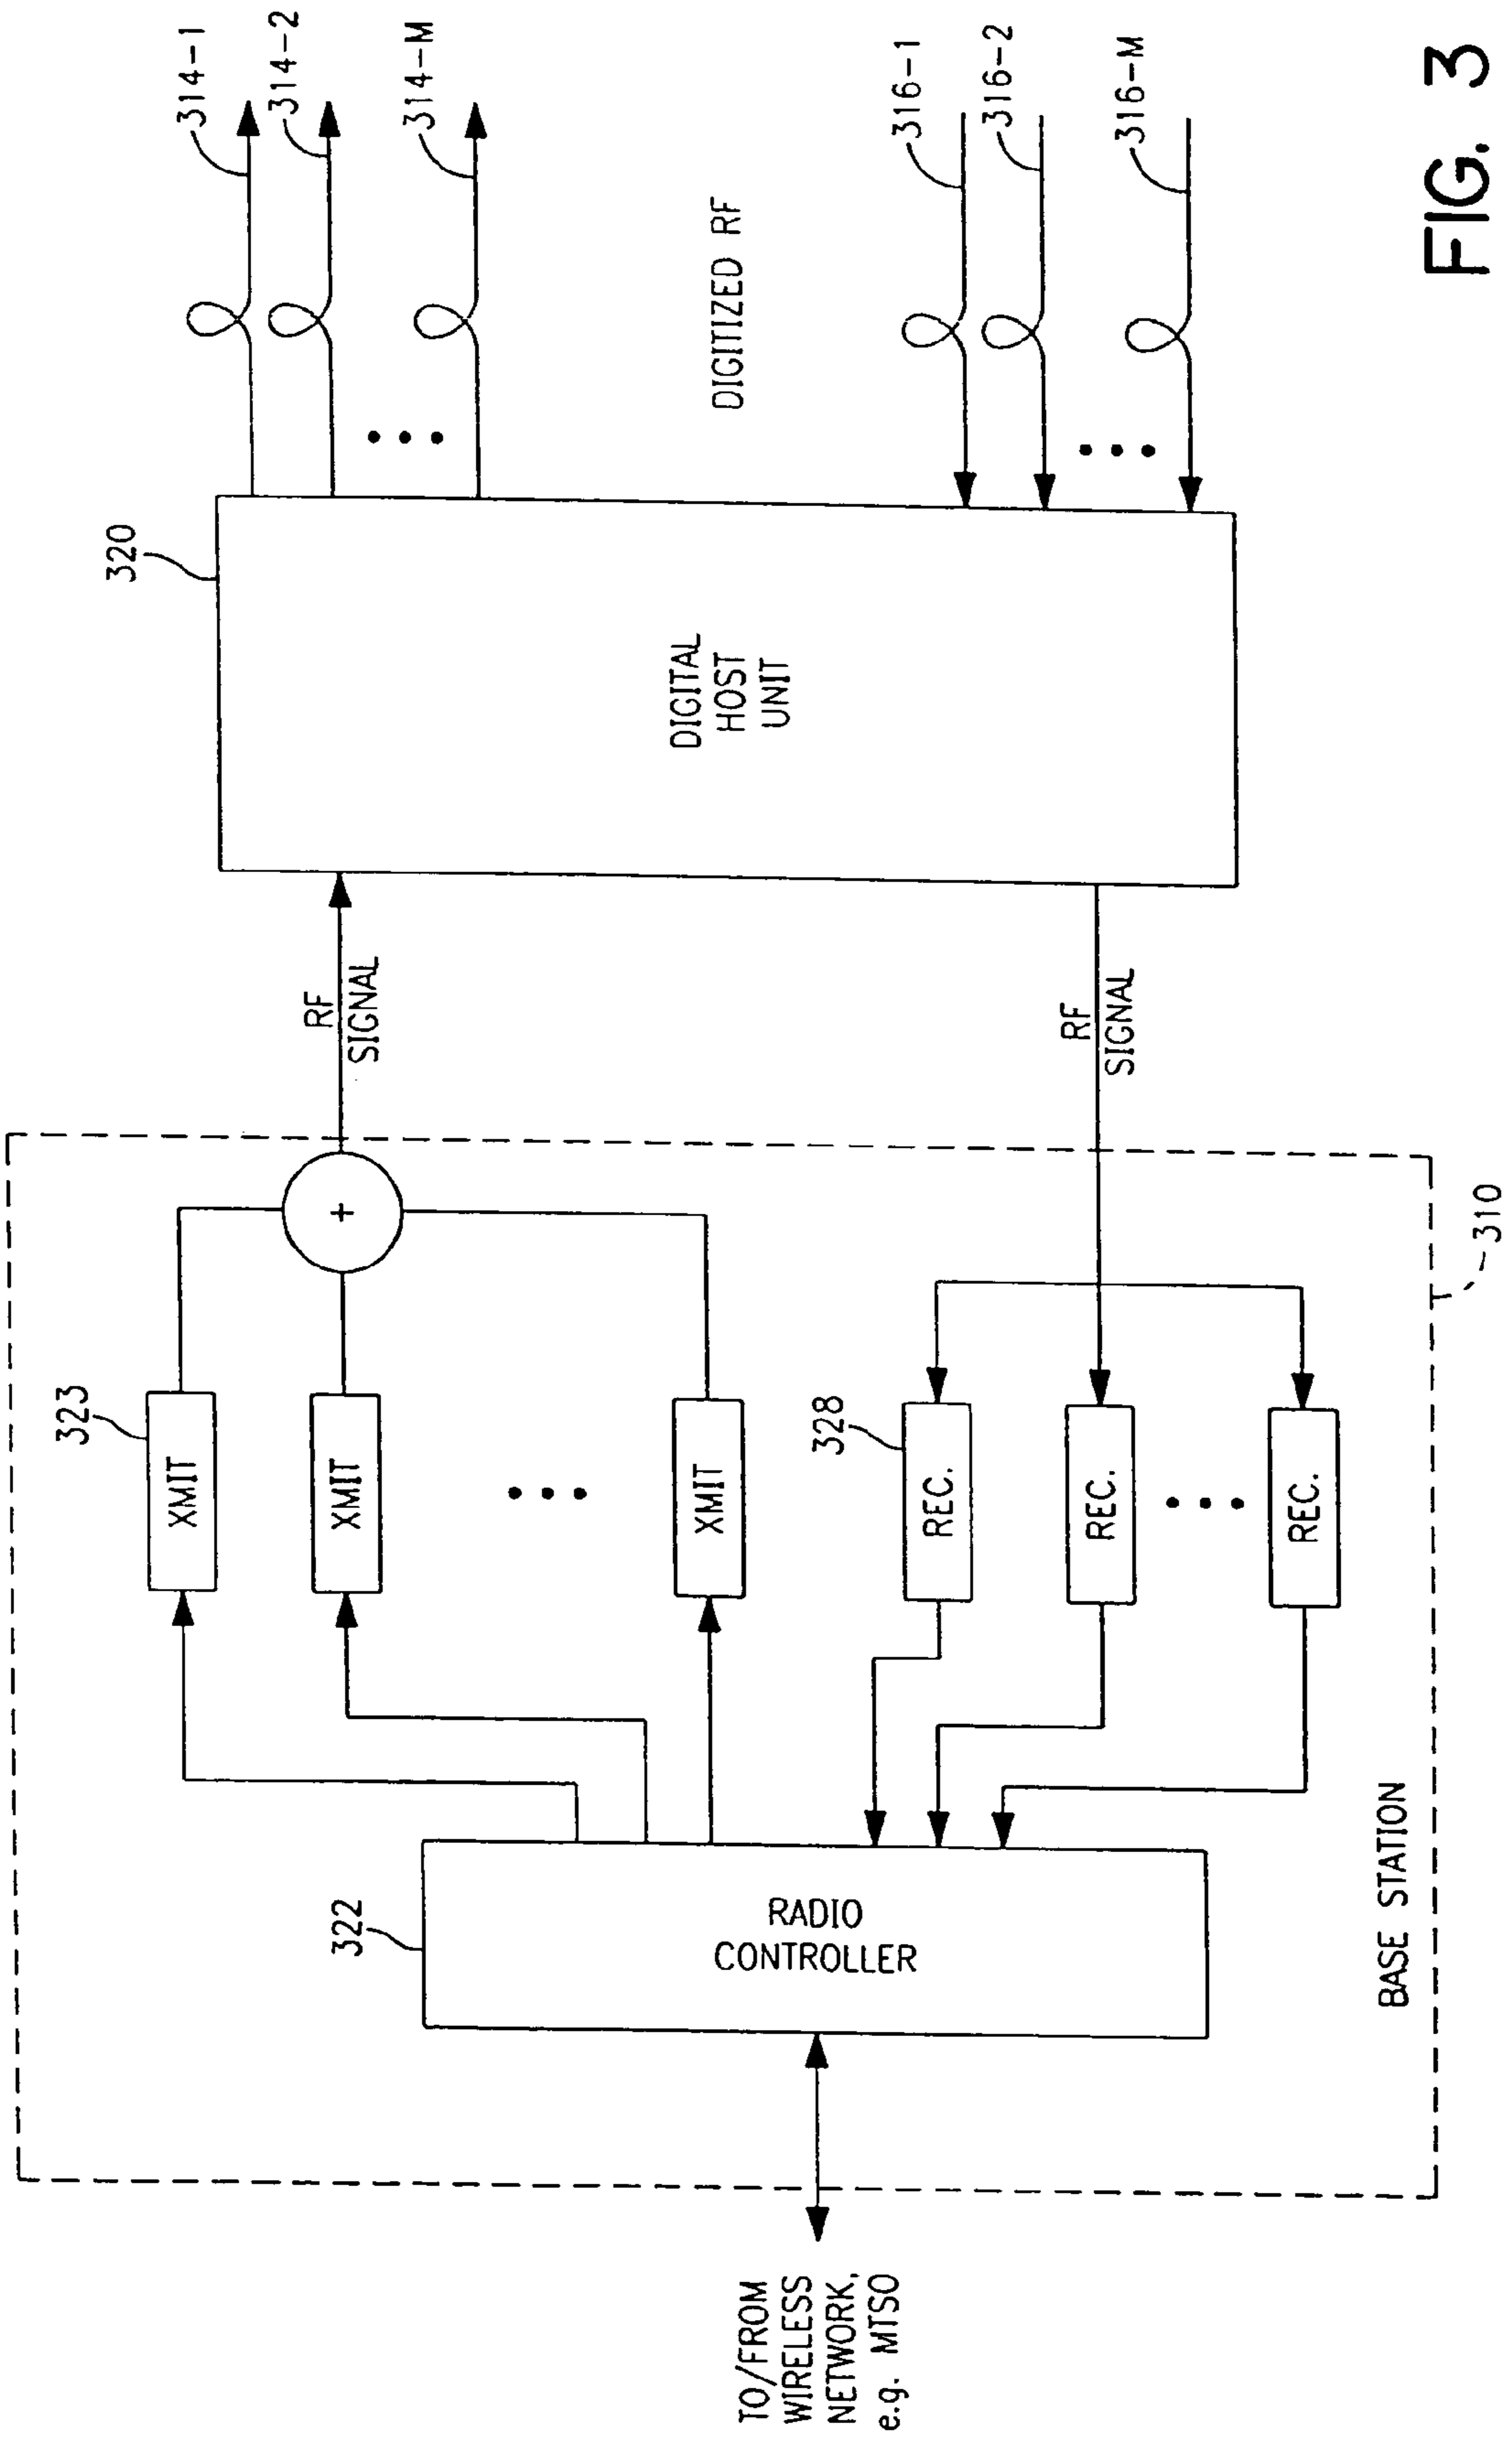 314-1
314-2
314-M
320
DIGITAL
HOST
UNIT
DIGITIZED RF
316-1
316-2
316-M
RF
SIGNAL
RF
SIGNAL
+
323
XMIT
XMIT
XMIT
328
REC.
REC.
REC.
322
RADIO
CONTROLLER
BASE STATION
310
TO/FROM
WIRELESS
NETWORK,
e.g. MTSO
FIG. 3